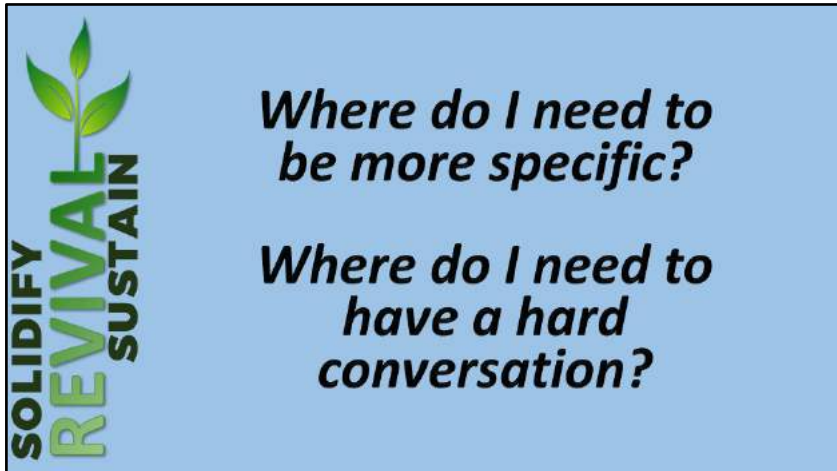 SOLIDIFY
REVIVAL
SUSTAIN
Where do I need to
be more specific?
Where do I need to
have a hard
conversation?